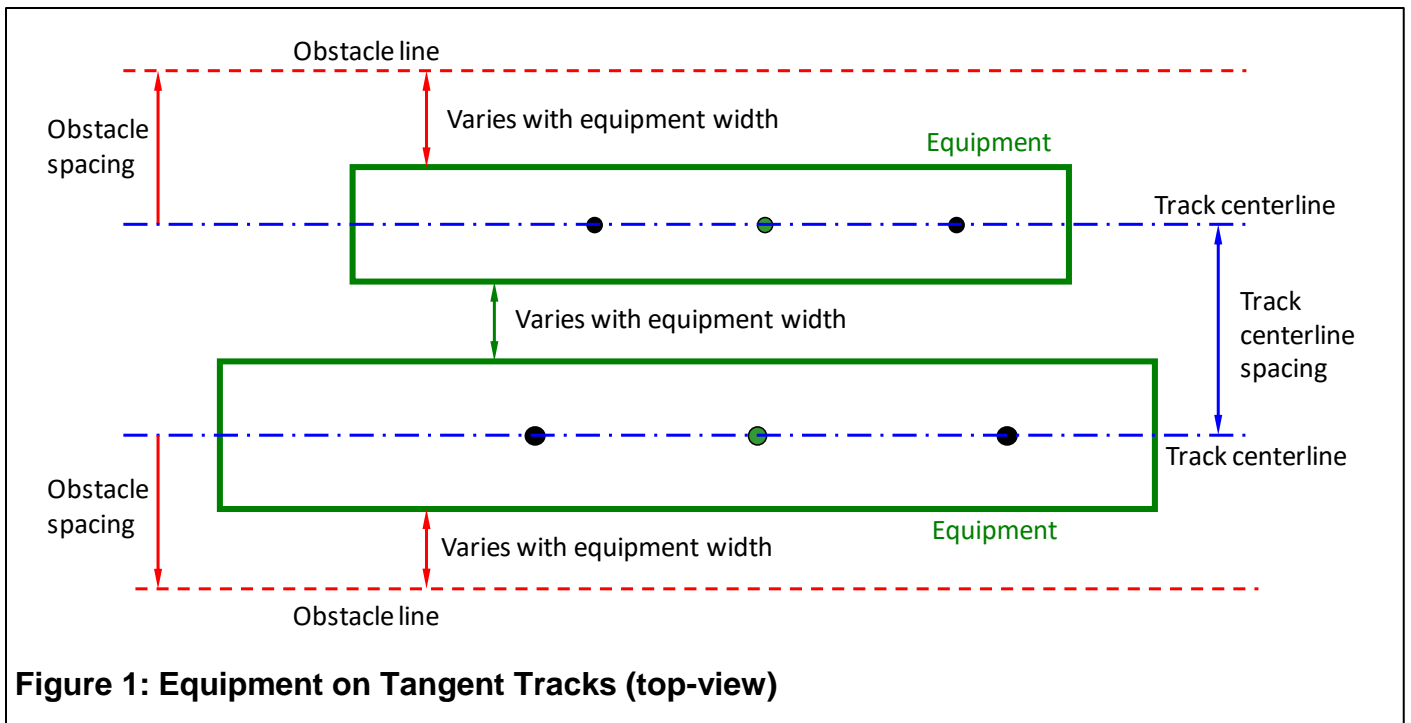 Obstacle line
Obstacle
spacing
Varies with equipment width
Equipment
Track centerline
Varies with equipment width
Track
centerline
spacing
Track centerline
Obstacle
spacing
Equipment
Varies with equipment width
Obstacle line
Figure 1: Equipment on Tangent Tracks (top-view)